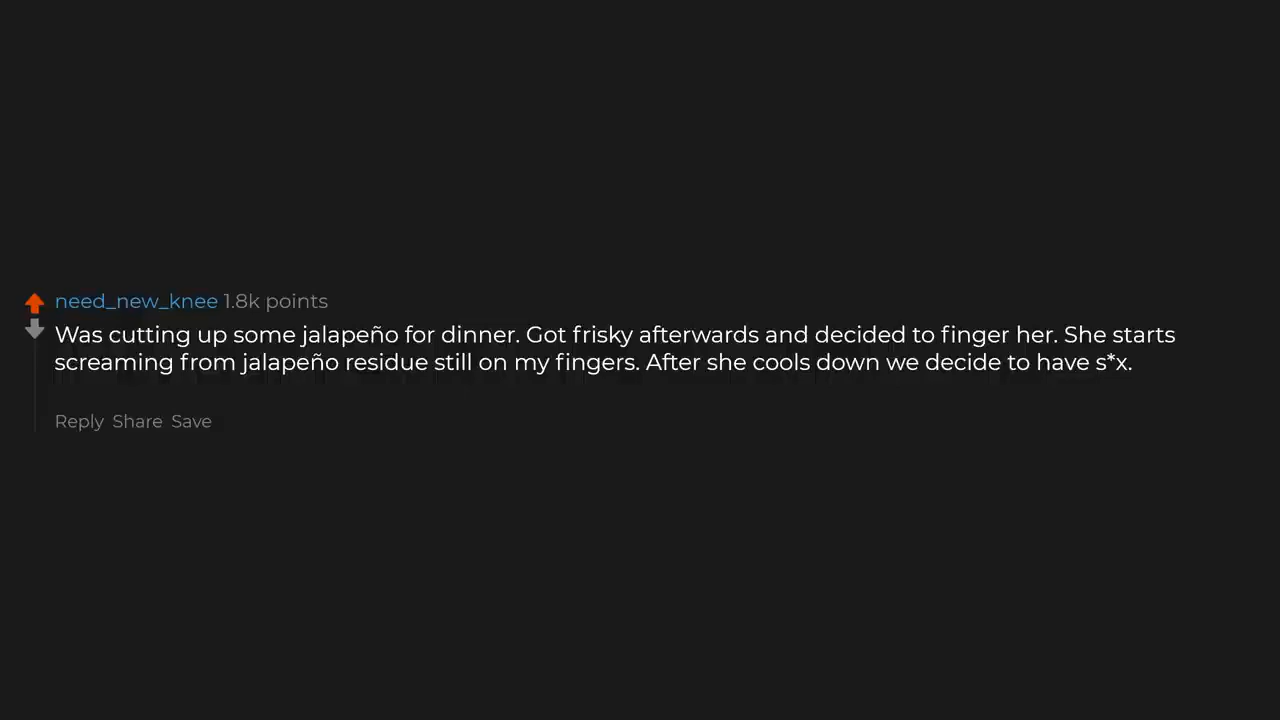 need_new_knee 1.8k points
Was cutting up some jalapeño for dinner. Got frisky afterwards and decided to finger her. She starts
screaming from jalapeño residue still on my fingers. After she cools down we decide to have s*x.
Reply Share Save